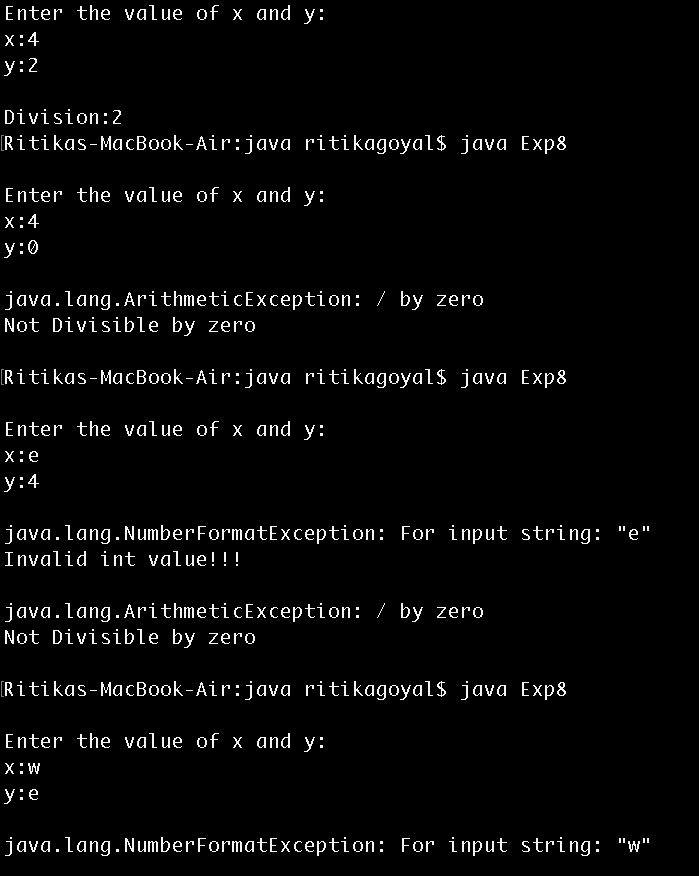 Enter the value of x and y:
x:4
y:2
Division:2
Ritikas-MacBook-Air:java ritikagoyal$ java Exp8
Enter the value of x and y:
x:4
y:0
java.lang.ArithmeticException: / by zero
Not Divisible by zero
Ritikas-MacBook-Air:java ritikagoyal$ java Exp8
Enter the value of x and y:
x:e
y:4
java.lang.NumberFormatException: For input string: "e"
Invalid int value!!!
java.lang.ArithmeticException: / by zero
Not Divisible by zero
Ritikas-MacBook-Air:java ritikagoyal$ java Exp8
Enter the value of x and y:
x:w
y:e
java.lang.NumberFormatException: For input string: "w"